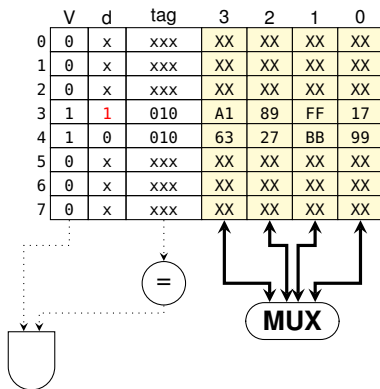 V d tag 3 2 1 0
0 0 x xxx XX XX XX XX
1 0 x xxx XX XX XX XX
2 0 x xxx XX XX XX XX
3 1 1 010 A1 89 FF 17
4 1 0 010 63 27 BB 99
5 0 x xxx XX XX XX XX
6 0 x xxx XX XX XX XX
7 0 x xxx XX XX XX XX
=
MUX